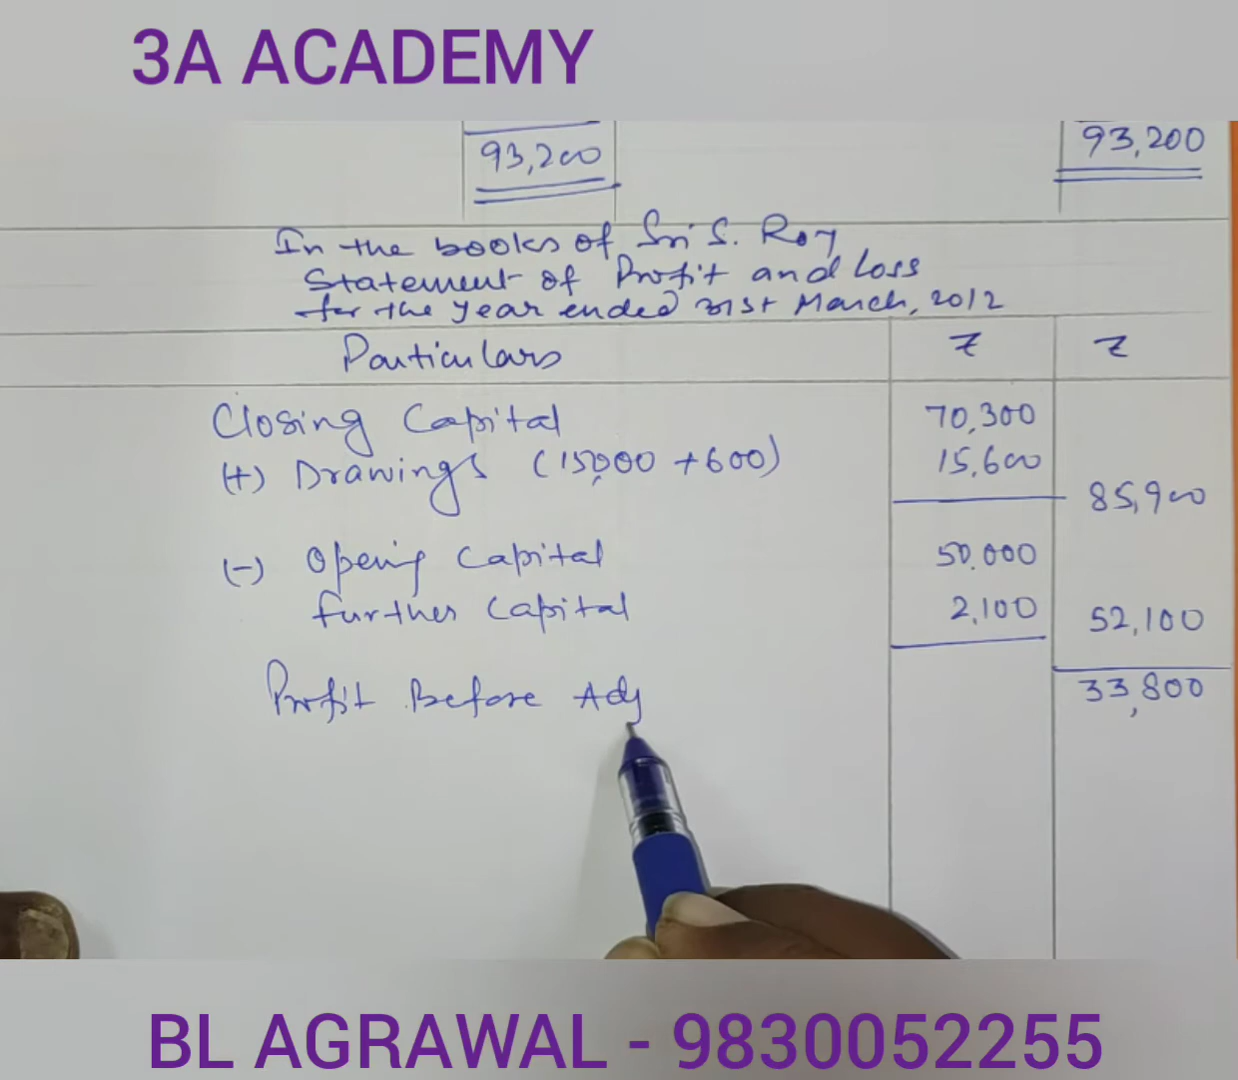 3A ACADEMY
93,200 93,200
In the books of Sri S. Roy
Statement of Profit and Loss
for the year ended 31st March, 2012
Particulars ₹ ₹
Closing Capital 70,300
(+) Drawings (15,000 + 600) 15,600
85,900
(-) Opening Capital 50,000
further Capital 2,100 52,100
Profit Before Adj 33,800
BL AGRAWAL - 9830052255